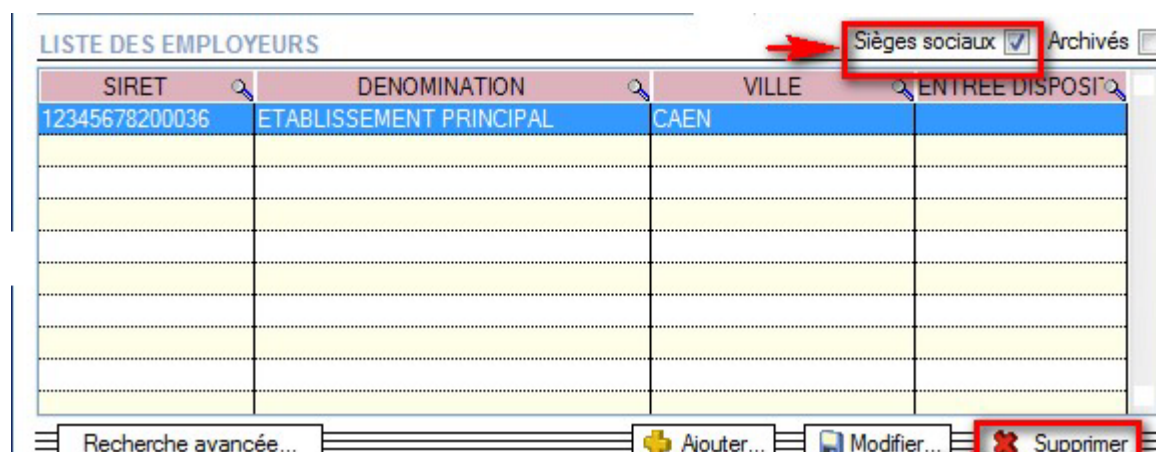 LISTE DES EMPLOYEURS Sièges sociaux Archivés
SIRET DENOMINATION VILLE ENTREE DISPOSIT
12345678200036 ETABLISSEMENT PRINCIPAL CAEN
Recherche avancée... Ajouter... Modifier... Supprimer